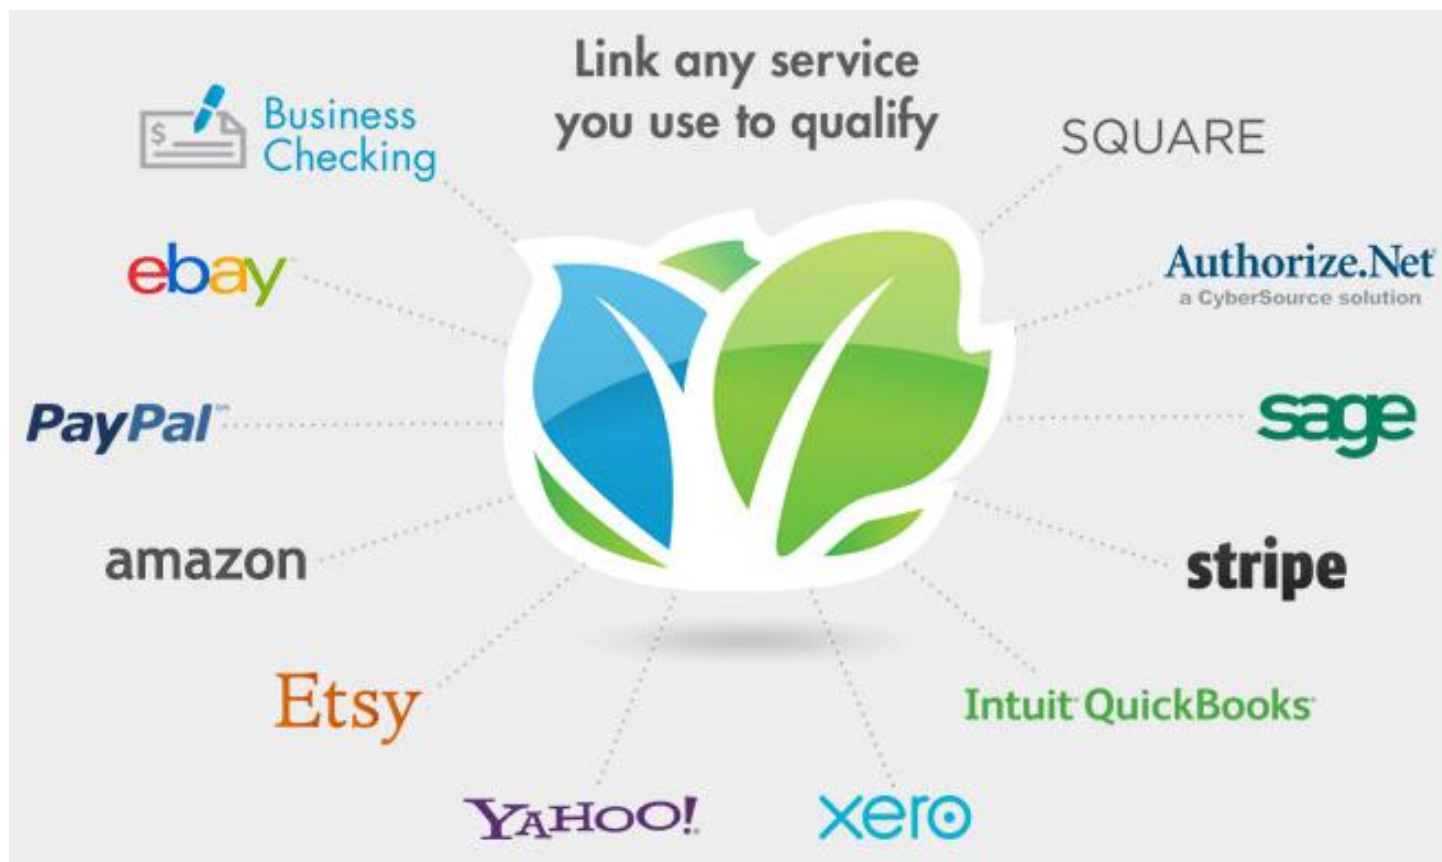 Link any service
you use to qualify
Business
Checking
$
SQUARE
ebay
Authorize.Net
a CyberSource solution
PayPal
sage
amazon
stripe
Etsy
Intuit QuickBooks
YAHOO!
xero